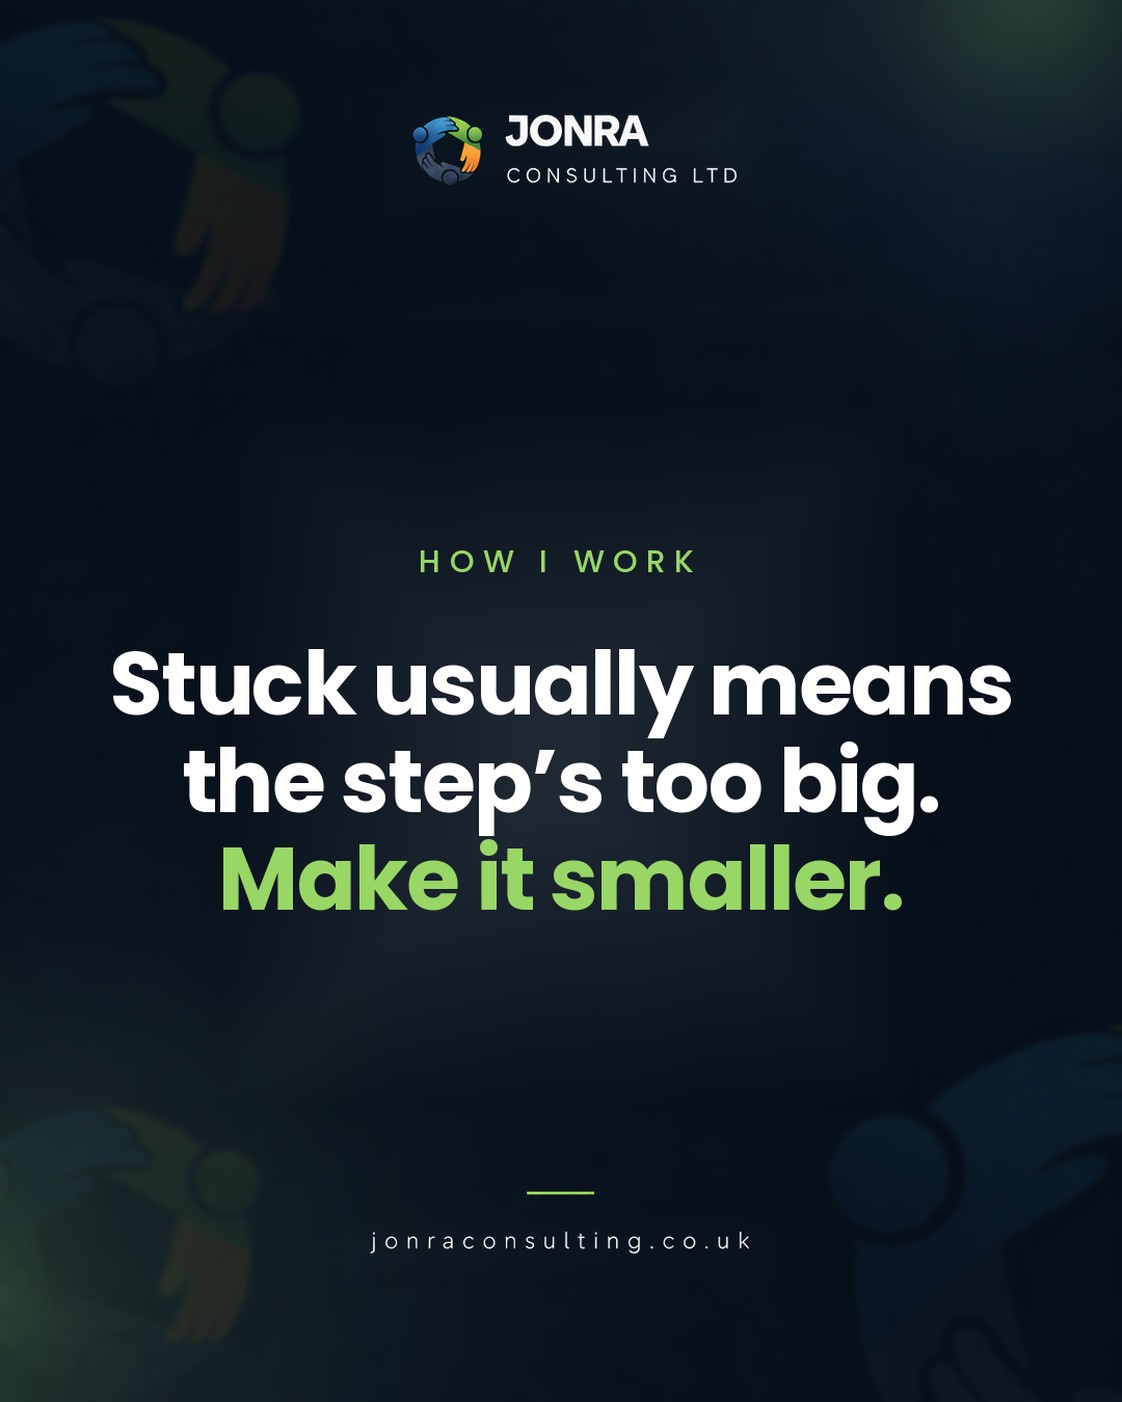 JONRA
CONSULTING LTD
HOW I WORK
Stuck usually means
the step’s too big.
Make it smaller.
jonraconsulting.co.uk